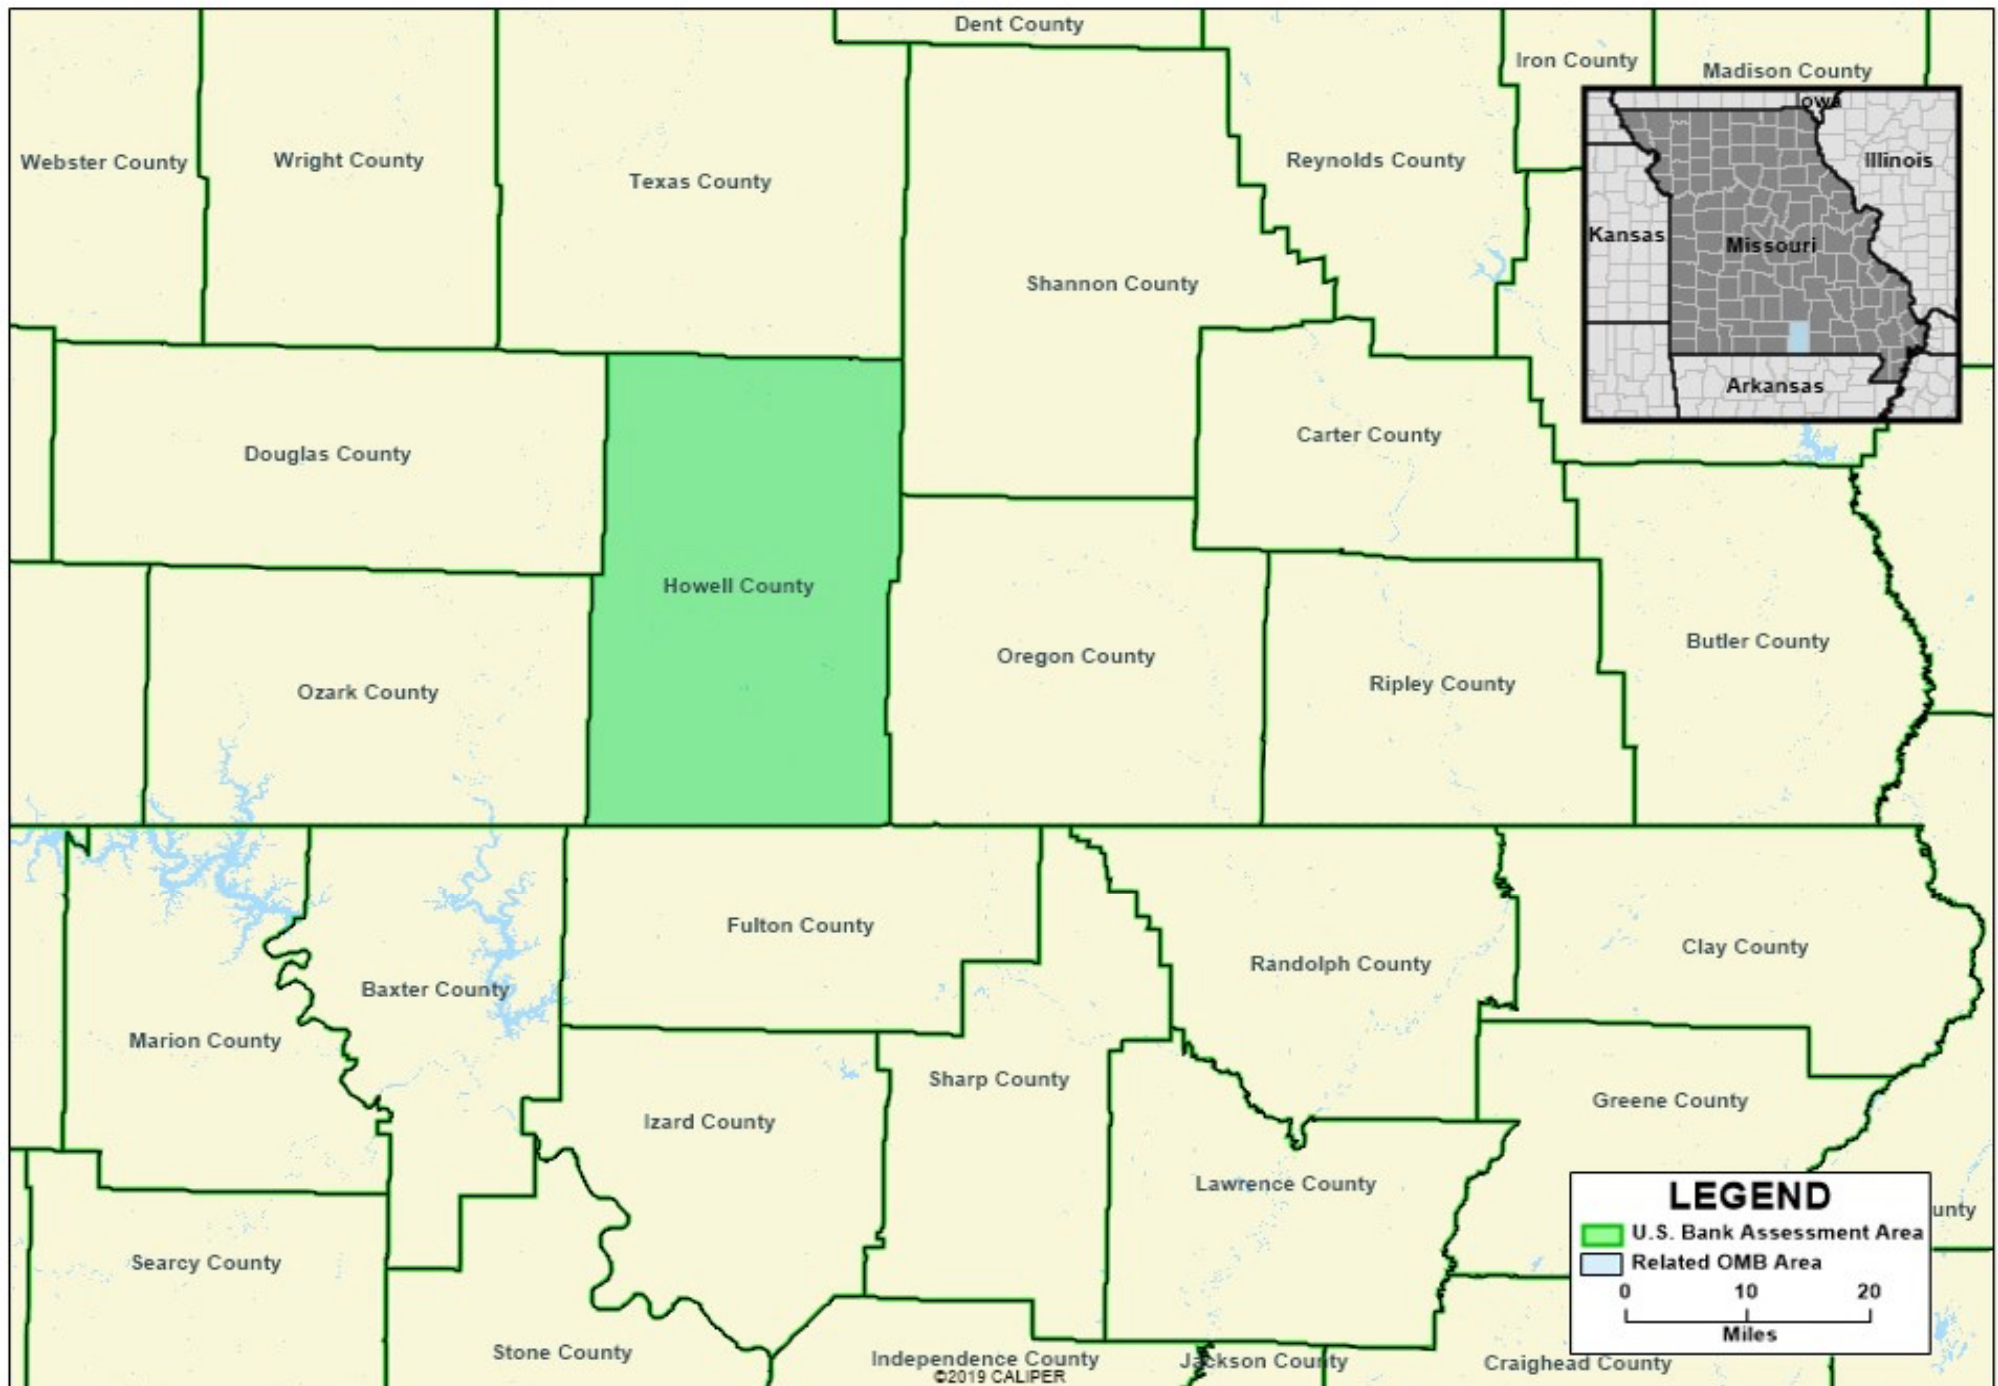 Dent County
Iron County
Madison County
Webster County
Wright County
Texas County
Reynolds County
Iowa
Illinois
Kansas
Missouri
Arkansas
Shannon County
Douglas County
Carter County
Howell County
Oregon County
Butler County
Ozark County
Ripley County
Fulton County
Randolph County
Clay County
Baxter County
Marion County
Sharp County
Greene County
Izard County
Lawrence County
Searcy County
unty
LEGEND
U.S. Bank Assessment Area
Related OMB Area
0 10 20
Miles
Stone County
Independence County
Jackson County
Craighead County
©2019 CALIPER